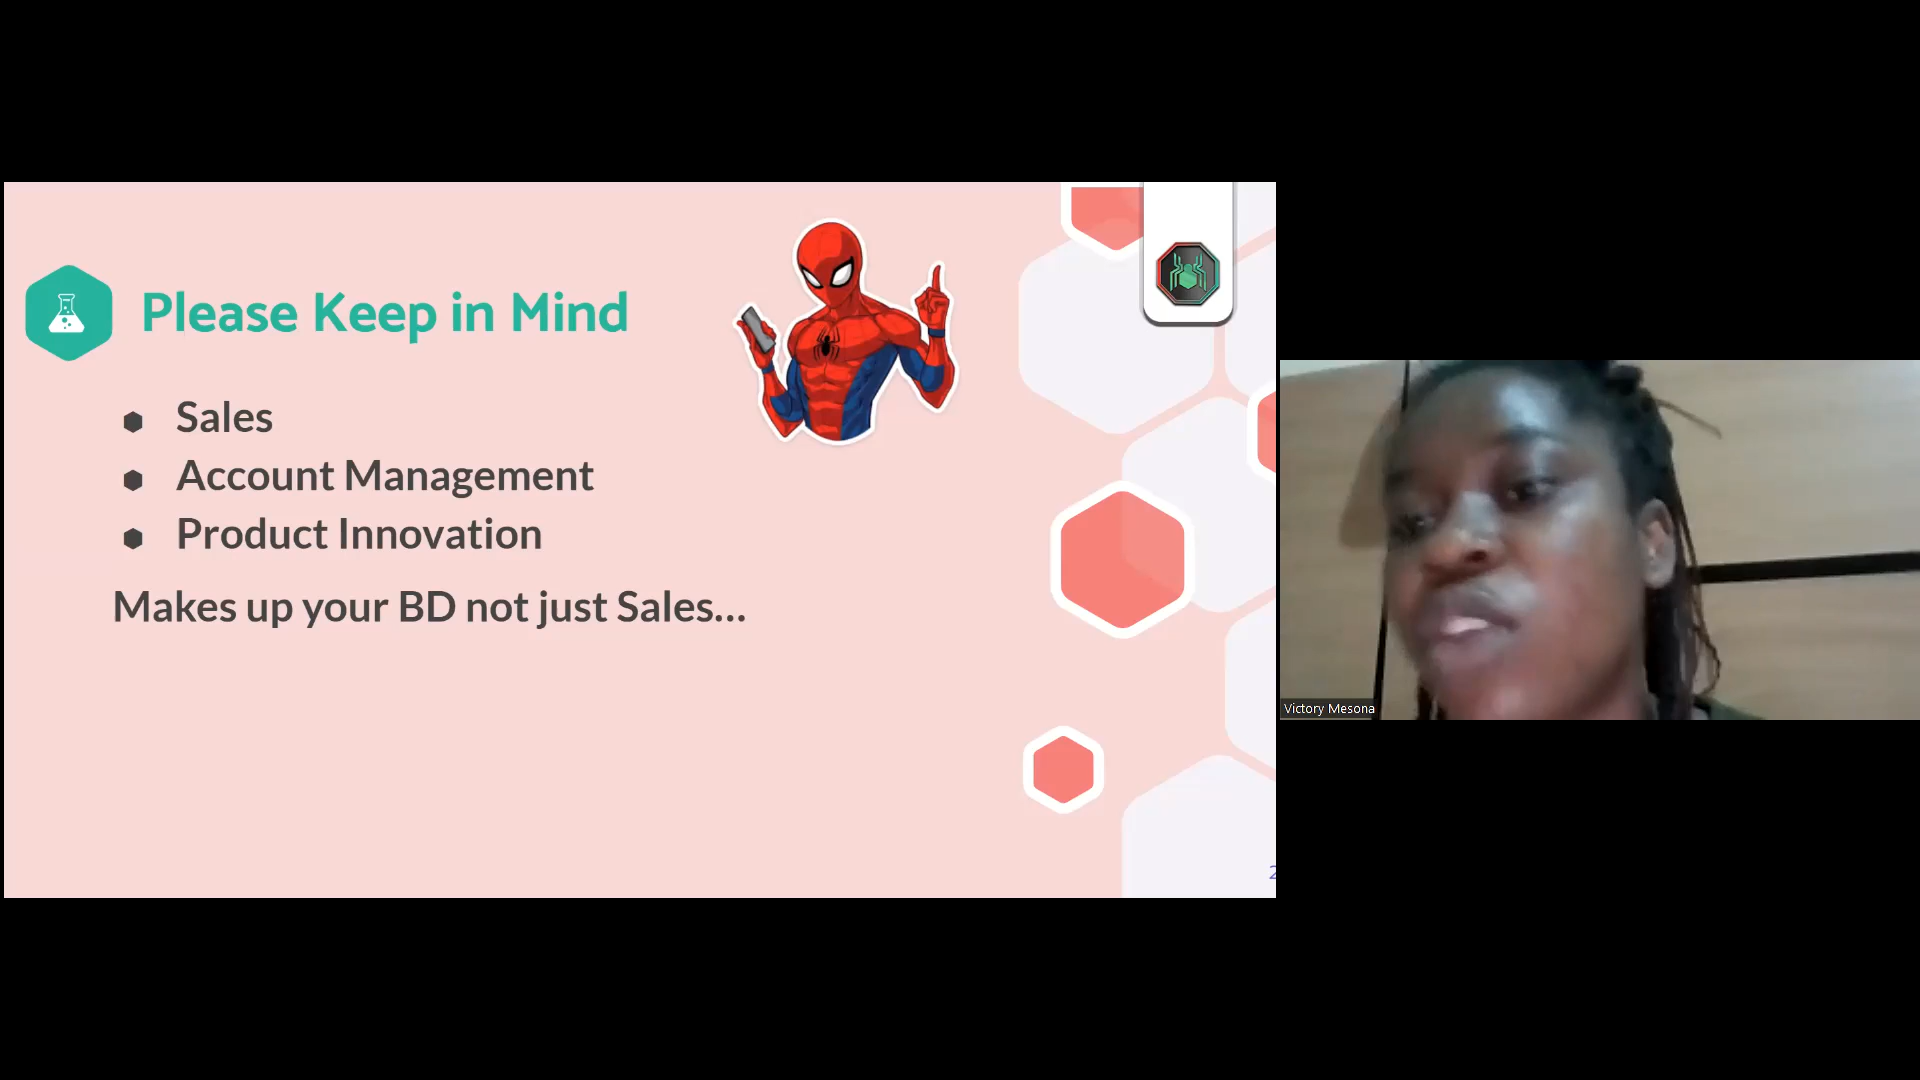 Please Keep in Mind
Sales
Account Management
Product Innovation
Makes up your BD not just Sales...
Victory Mesona